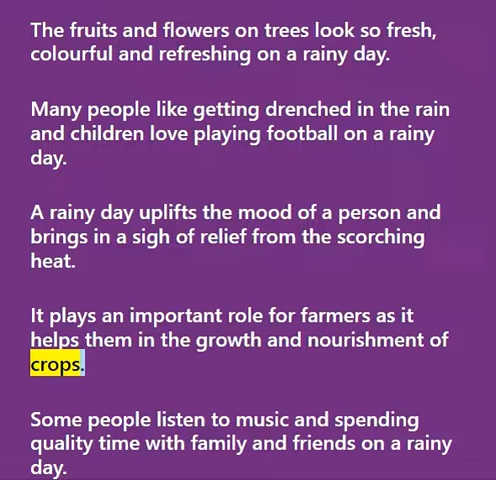 The fruits and flowers on trees look so fresh,
colourful and refreshing on a rainy day.
Many people like getting drenched in the rain
and children love playing football on a rainy
day.
A rainy day uplifts the mood of a person and
brings in a sigh of relief from the scorching
heat.
It plays an important role for farmers as it
helps them in the growth and nourishment of
crops.
Some people listen to music and spending
quality time with family and friends on a rainy
day.